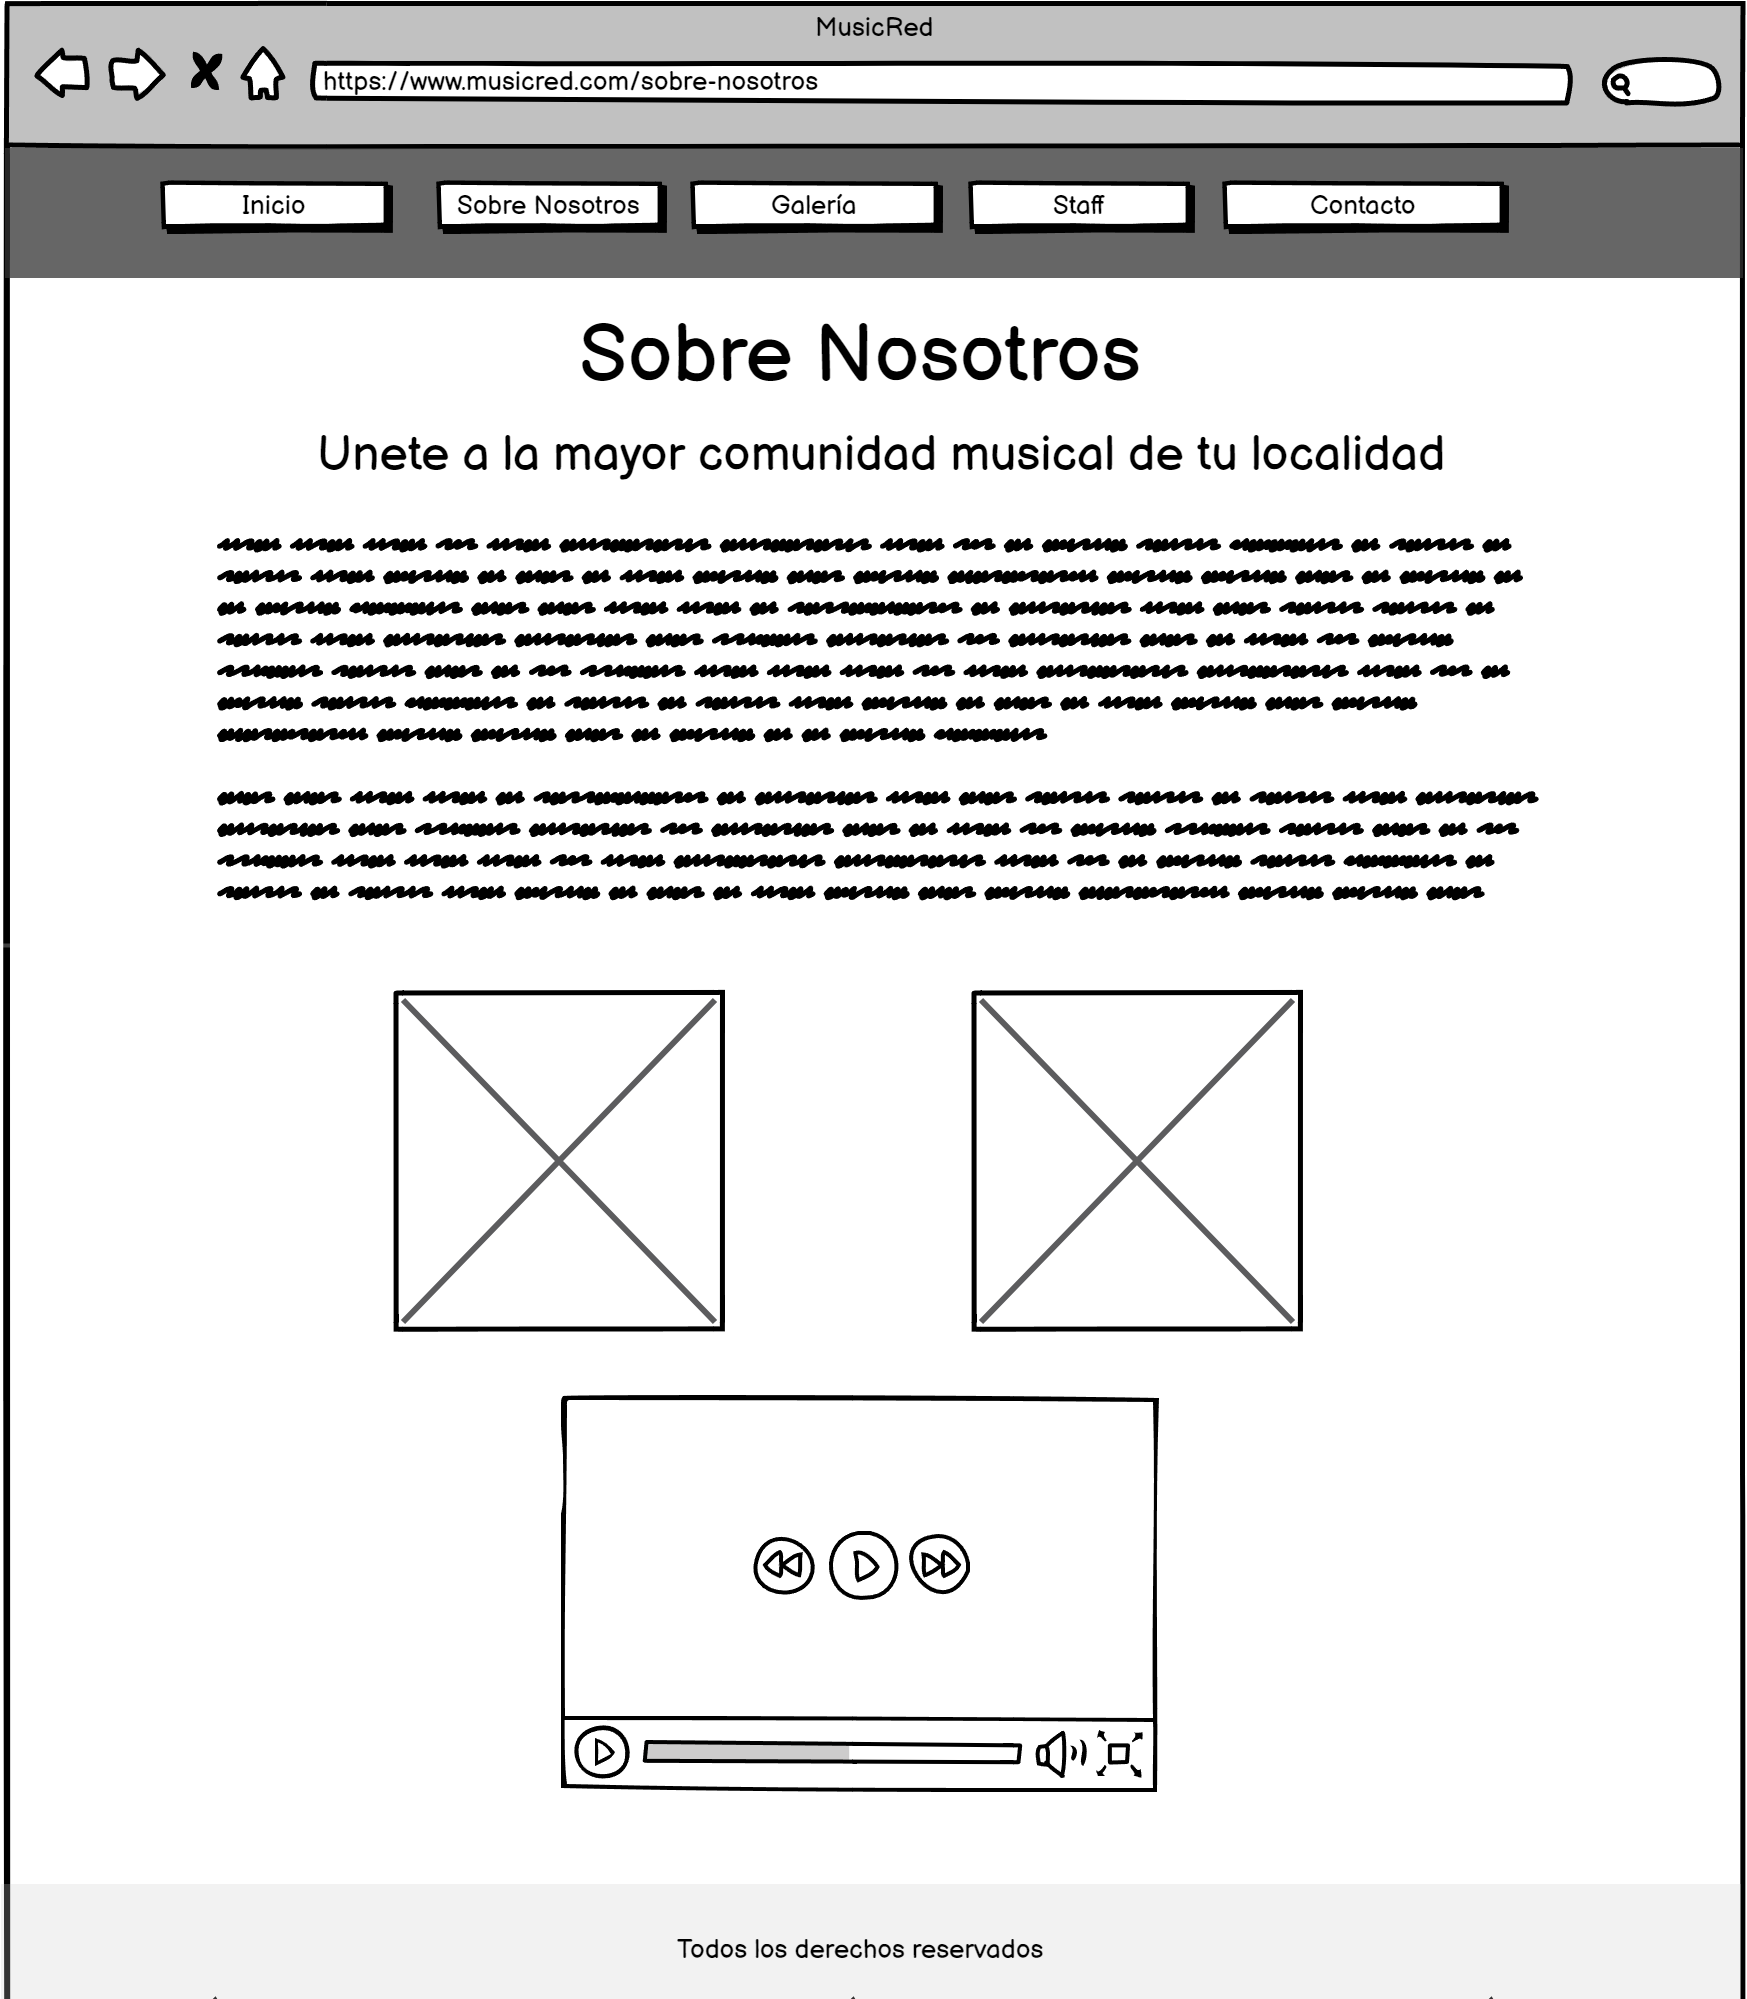 MusicRed
https://www.musicred.com/sobre-nosotros
Inicio
Sobre Nosotros
Galería
Staff
Contacto
Sobre Nosotros
Unete a la mayor comunidad musical de tu localidad
Todos los derechos reservados